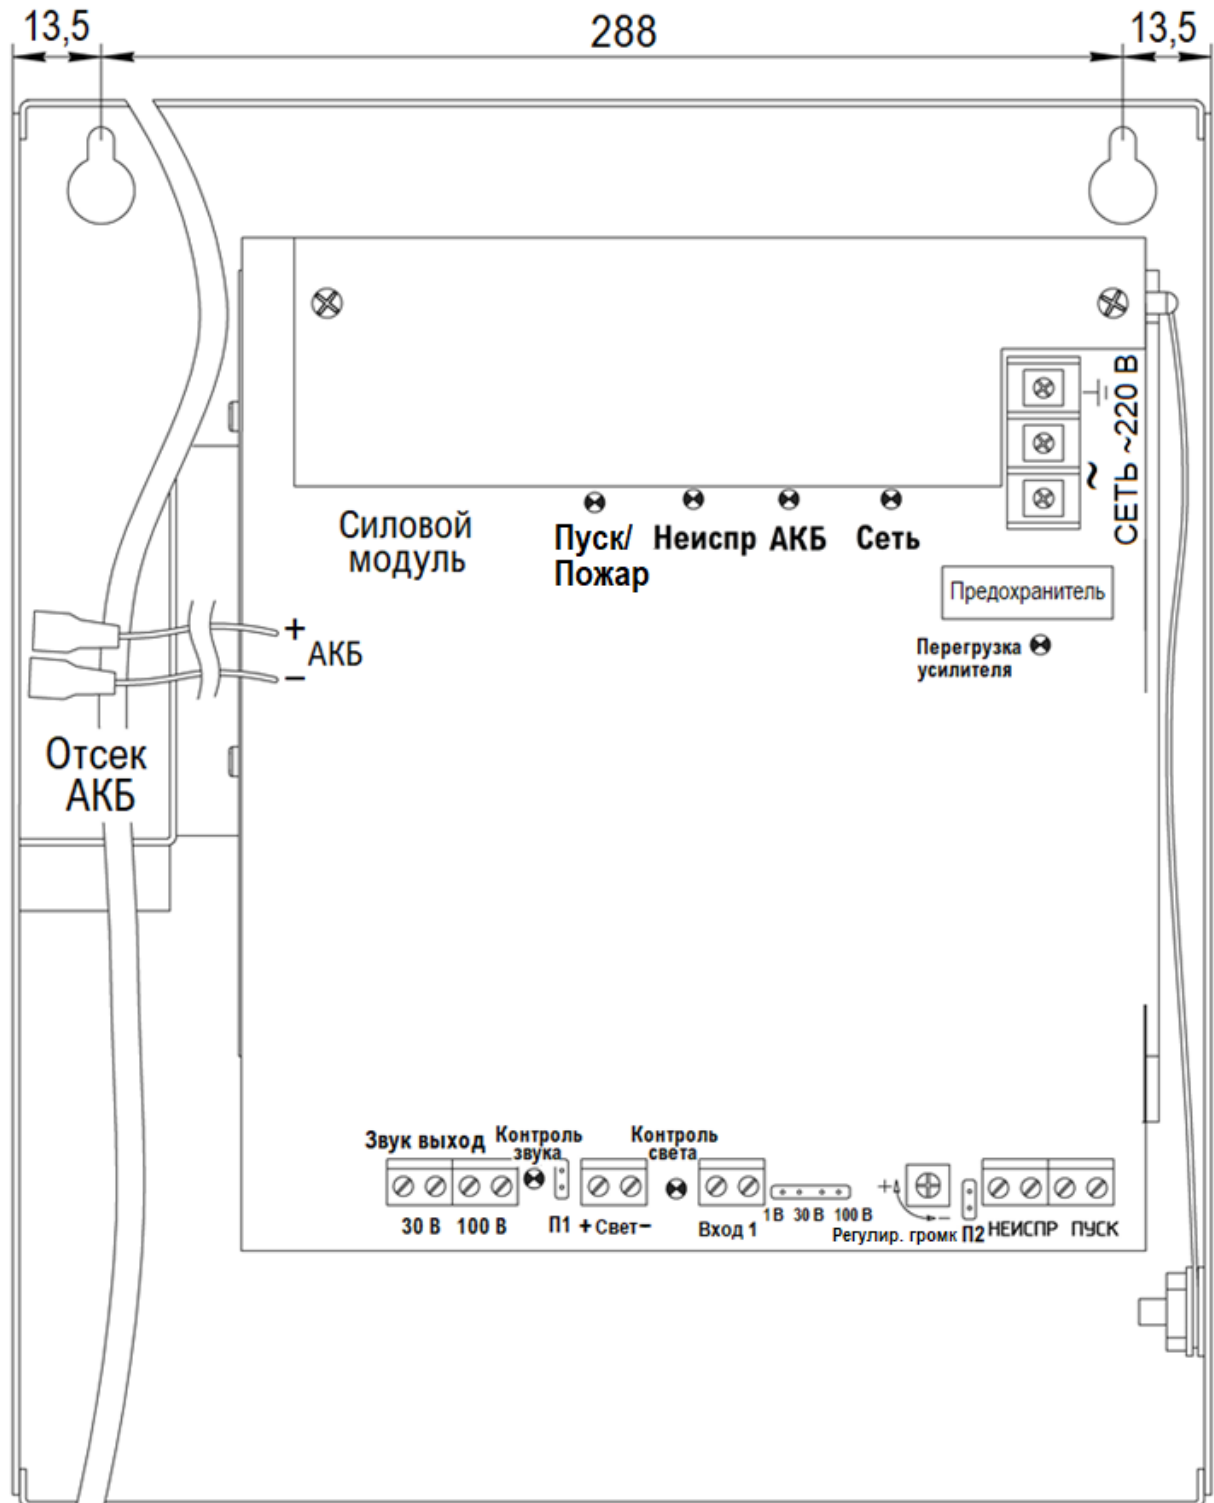 13,5
288
13,5
СЕТЬ ~220 В
~
Силовой
модуль
Пуск/
Пожар
Неиспр
АКБ
Сеть
Предохранитель
Перегрузка
усилителя
+
АКБ
−
Отсек
АКБ
Звук выход
Контроль
звука
Контроль
света
30 В
100 В
П1
+ Свет−
Вход 1
1В
30 В
100 В
+
−
Регулир. громк
П2
НЕИСПР
ПУСК